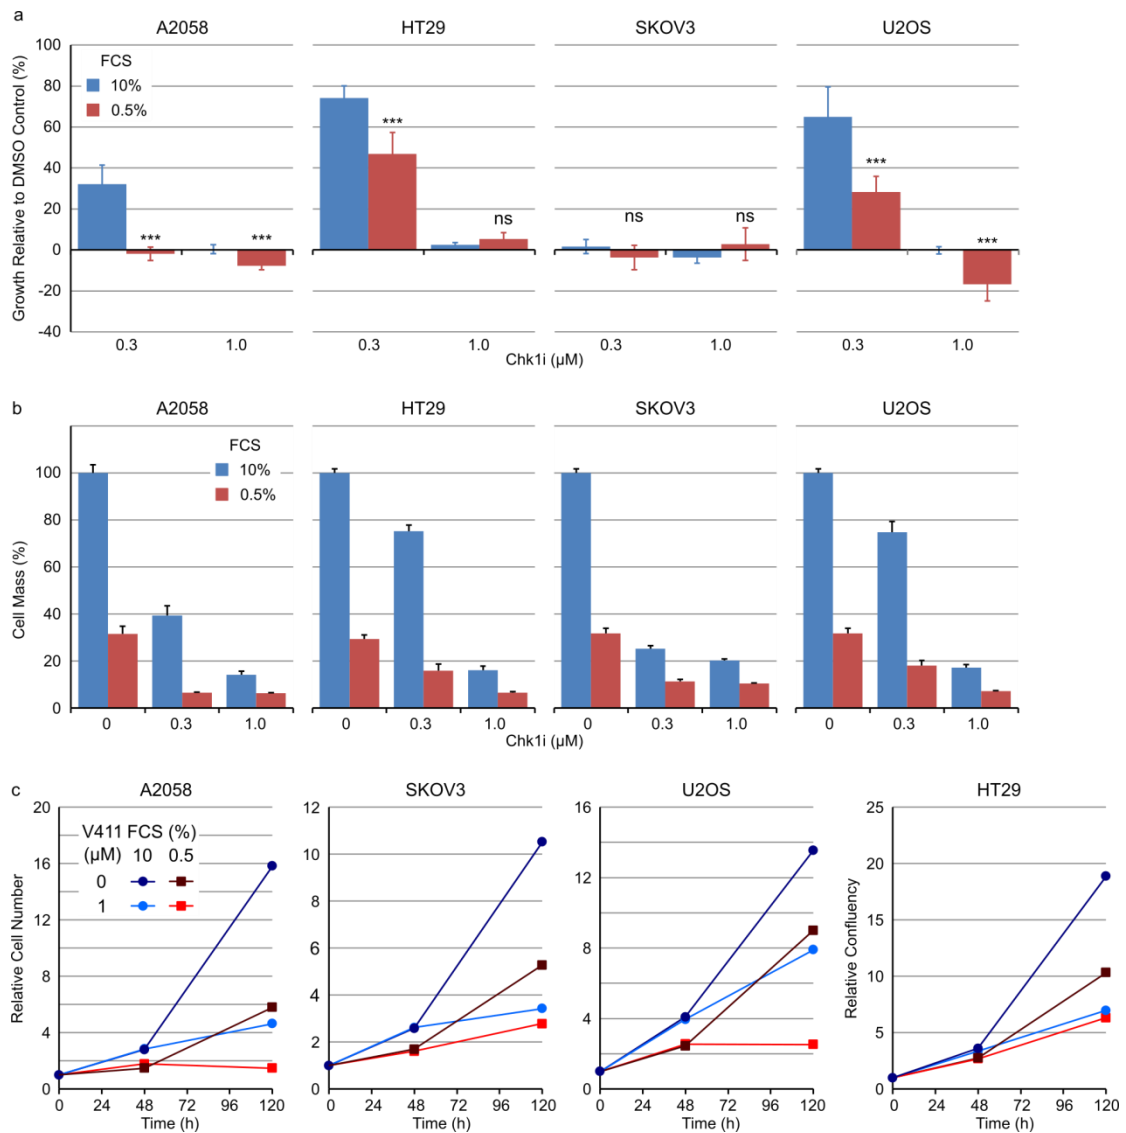 a
A2058 HT29 SKOV3 U2OS
Growth Relative to DMSO Control (%)
100
80
60
40
20
0
-20
-40
FCS
10%
0.5%
*** ***
*** ns
ns ns
*** ***
0.3 1.0 0.3 1.0 0.3 1.0 0.3 1.0
Chk1i (µM)
b
A2058 HT29 SKOV3 U2OS
Cell Mass (%)
100
80
60
40
20
0
FCS
10%
0.5%
0 0.3 1.0 0 0.3 1.0 0 0.3 1.0 0 0.3 1.0
Chk1i (µM)
c
A2058
Relative Cell Number
20
16
12
8
4
0
V411 FCS (%)
(µM) 10 0.5
0
1
0 24 48 72 96 120
Time (h)
SKOV3
12
10
8
6
4
2
0
0 24 48 72 96 120
Time (h)
U2OS
16
12
8
4
0
0 24 48 72 96 120
Time (h)
HT29
Relative Confluency
25
20
15
10
5
0
0 24 48 72 96 120
Time (h)